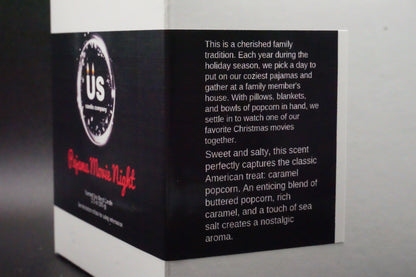 Us
candle company
Pajama Movie Night
This is a cherished family
tradition. Each year during the
holiday season, we pick a day to
put on our coziest pajamas and
gather at a family member's
house. With pillows, blankets,
and bowls of popcorn in hand, we
settle in to watch one of our
favorite Christmas movies
together.
Sweet and salty, this scent
perfectly captures the classic
American treat: caramel
popcorn. An enticing blend of
buttered popcorn, rich
caramel, and a touch of sea
salt creates a nostalgic
aroma.